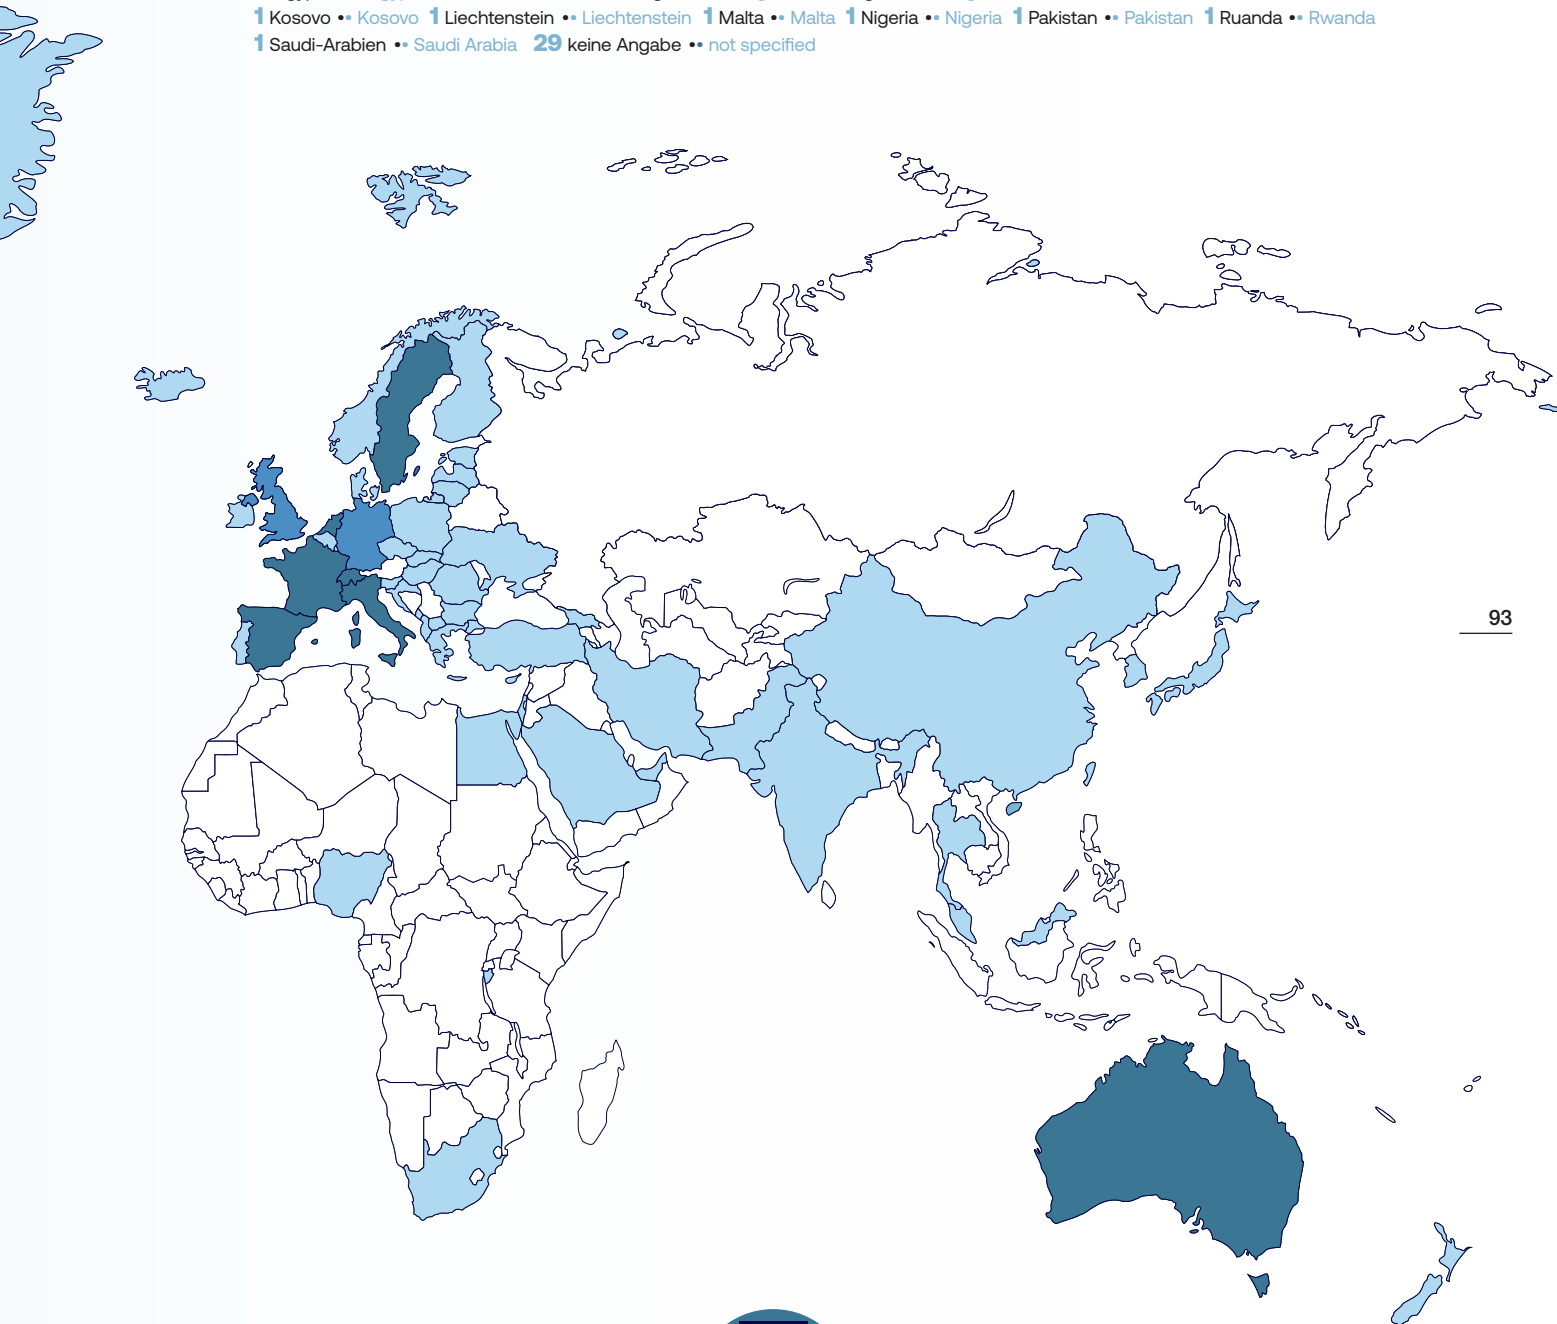 1 Kosovo •• Kosovo 1 Liechtenstein •• Liechtenstein 1 Malta •• Malta 1 Nigeria •• Nigeria 1 Pakistan •• Pakistan 1 Ruanda •• Rwanda
1 Saudi-Arabien •• Saudi Arabia 29 keine Angabe •• not specified
93